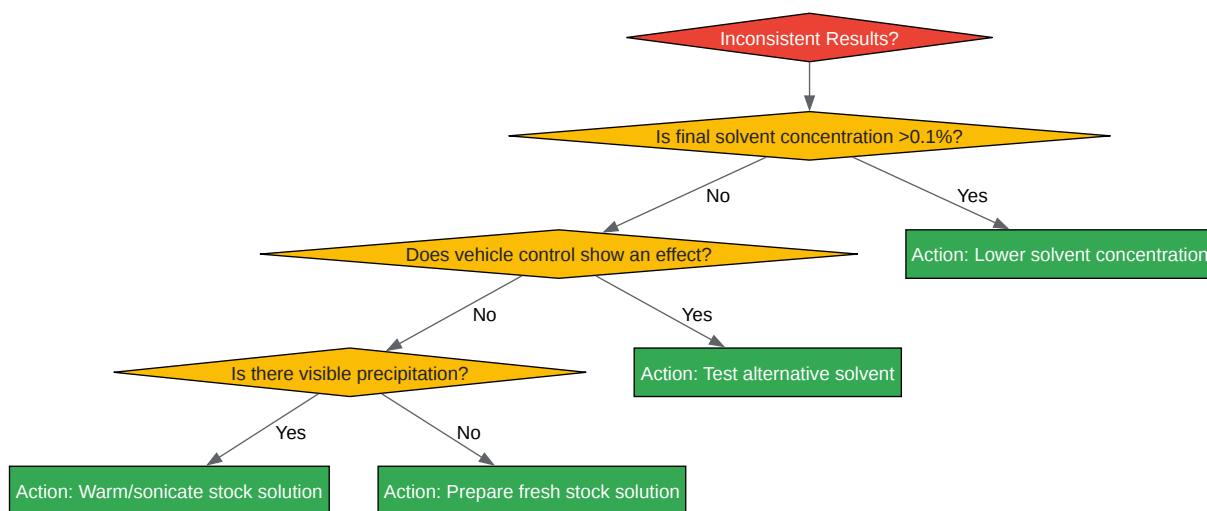 Inconsistent Results?
Is final solvent concentration >0.1%?
No
Yes
Does vehicle control show an effect?
Action: Lower solvent concentration
No
Yes
Is there visible precipitation?
Action: Test alternative solvent
Yes
No
Action: Warm/sonicate stock solution
Action: Prepare fresh stock solution